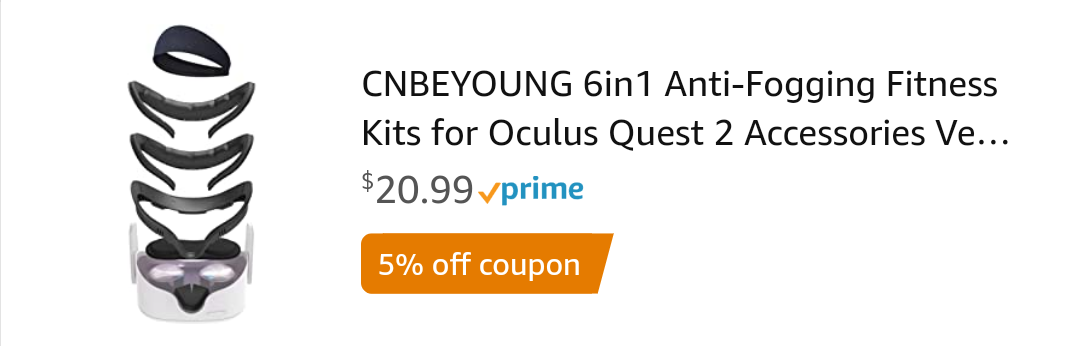 CNBEYOUNG 6in1 Anti-Fogging Fitness
Kits for Oculus Quest 2 Accessories Ve...
$20.99 prime
5% off coupon